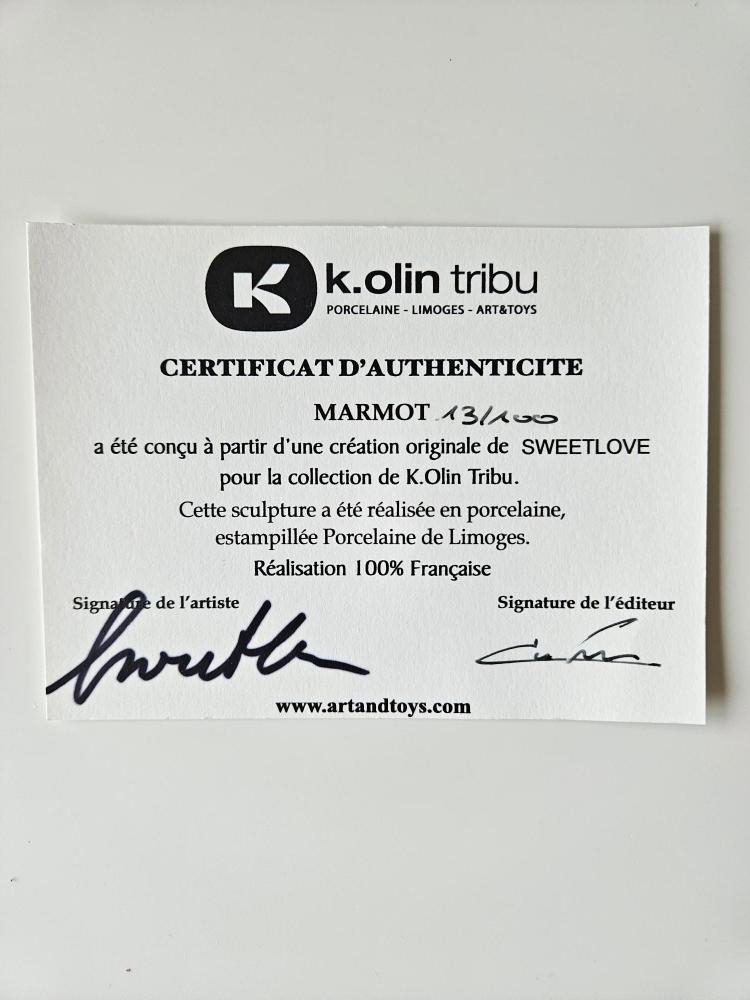 K k.olin tribu
PORCELAINE - LIMOGES - ART&TOYS
CERTIFICAT D'AUTHENTICITE
MARMOT 13/100
a été conçu à partir d'une création originale de SWEETLOVE
pour la collection de K.Olin Tribu.
Cette sculpture a été réalisée en porcelaine,
estampillée Porcelaine de Limoges.
Réalisation 100% Française
Signature de l'artiste Signature de l'éditeur
www.artandtoys.com